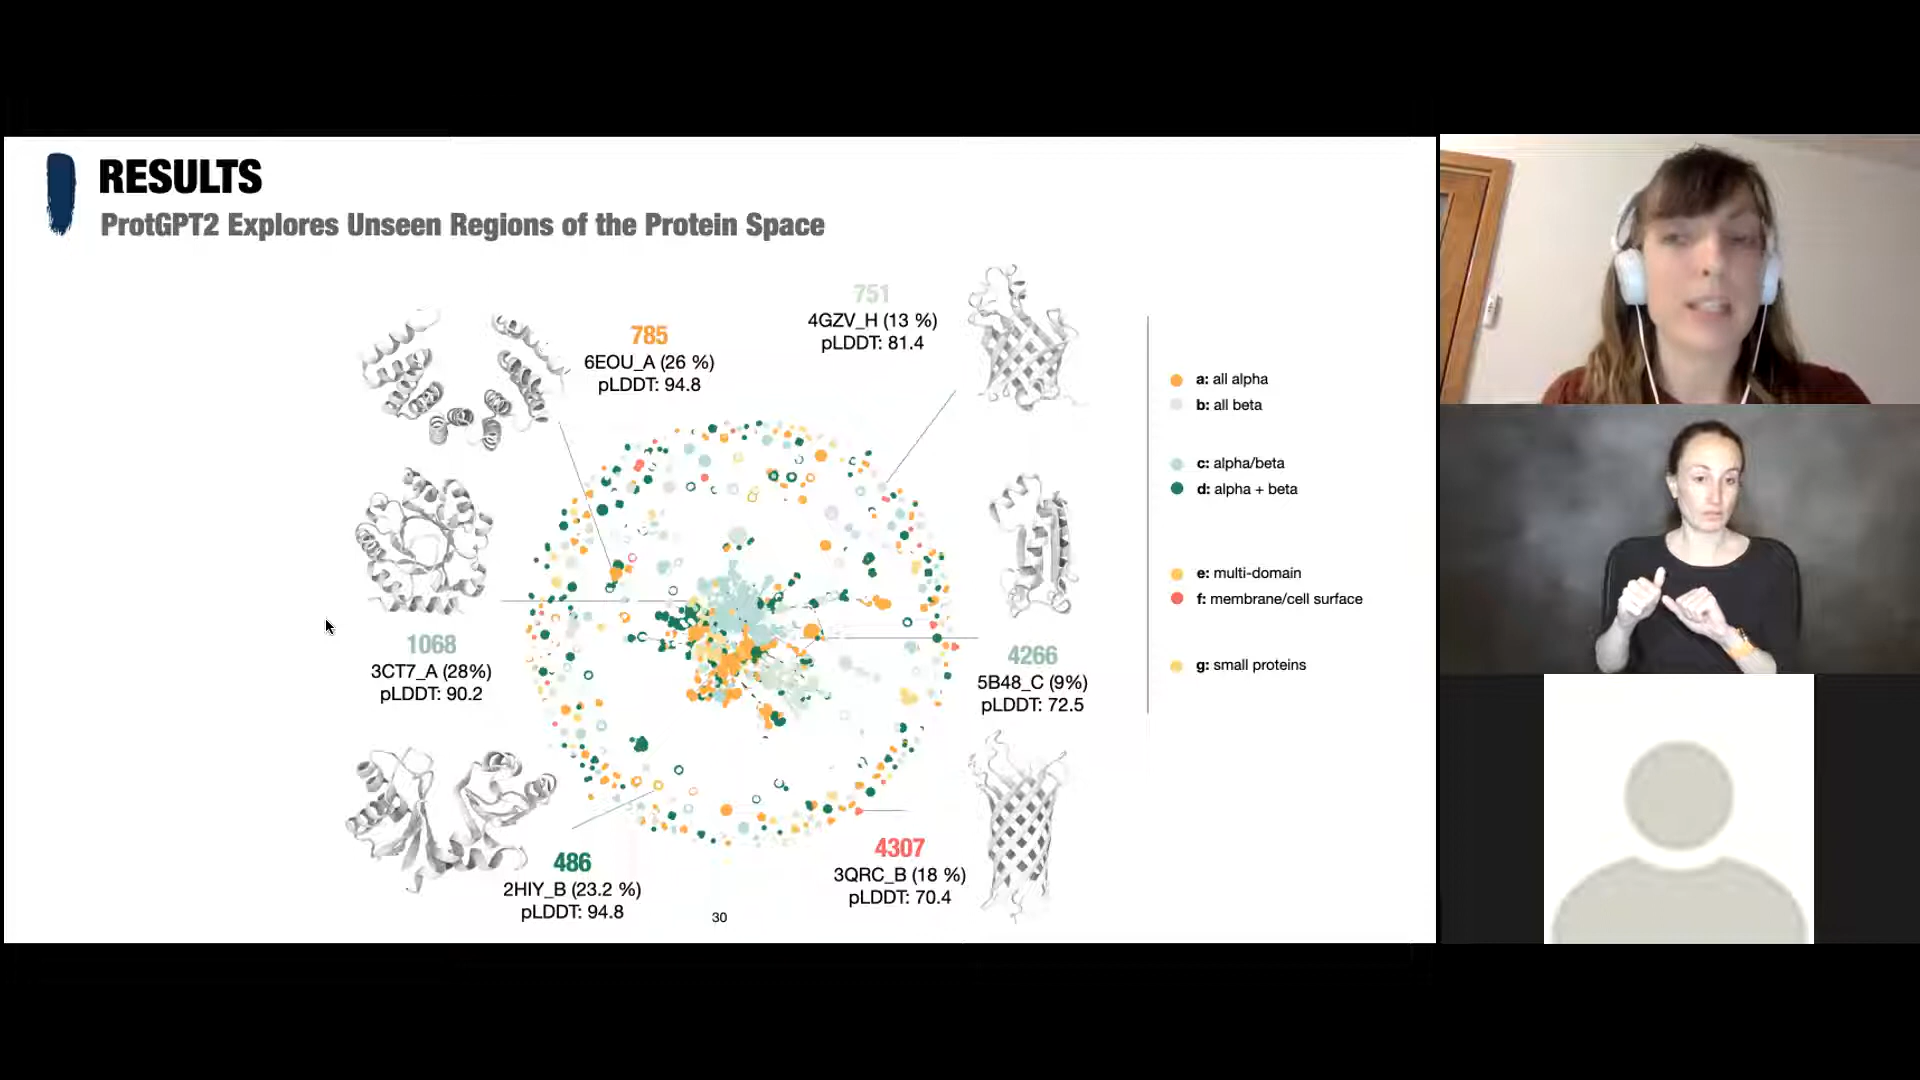 RESULTS
ProtGPT2 Explores Unseen Regions of the Protein Space
785
6EOU_A (26 %)
pLDDT: 94.8
751
4GZV_H (13 %)
pLDDT: 81.4
1068
3CT7_A (28%)
pLDDT: 90.2
4266
5B48_C (9%)
pLDDT: 72.5
486
2HIY_B (23.2 %)
pLDDT: 94.8
4307
3QRC_B (18 %)
pLDDT: 70.4
a: all alpha
b: all beta
c: alpha/beta
d: alpha + beta
e: multi-domain
f: membrane/cell surface
g: small proteins
30